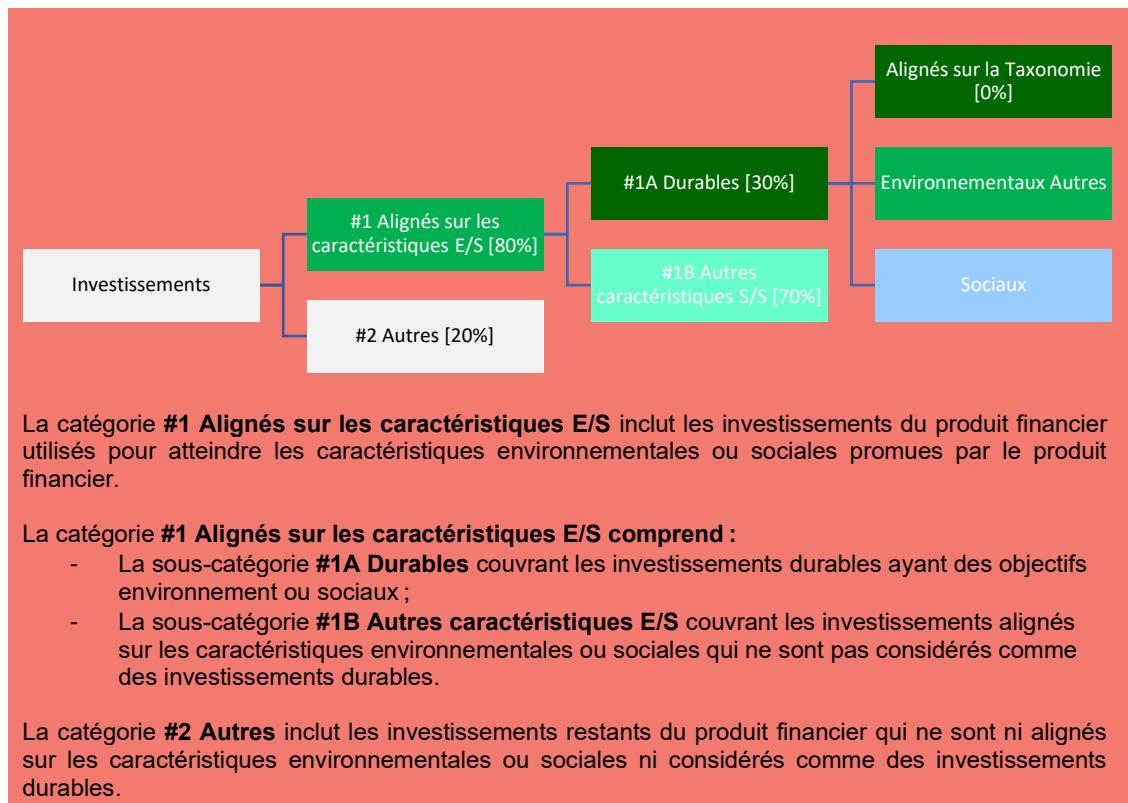 Alignés sur la Taxonomie
[0%]
#1A Durables [30%]
Environnementaux Autres
#1 Alignés sur les
caractéristiques E/S [80%]
#1B Autres
caractéristiques S/S [70%]
Investissements
Sociaux
#2 Autres [20%]
La catégorie #1 Alignés sur les caractéristiques E/S inclut les investissements du produit financier
utilisés pour atteindre les caractéristiques environnementales ou sociales promues par le produit
financier.
La catégorie #1 Alignés sur les caractéristiques E/S comprend :
- La sous-catégorie #1A Durables couvrant les investissements durables ayant des objectifs
environnement ou sociaux ;
- La sous-catégorie #1B Autres caractéristiques E/S couvrant les investissements alignés
sur les caractéristiques environnementales ou sociales qui ne sont pas considérés comme
des investissements durables.
La catégorie #2 Autres inclut les investissements restants du produit financier qui ne sont ni alignés
sur les caractéristiques environnementales ou sociales ni considérés comme des investissements
durables.